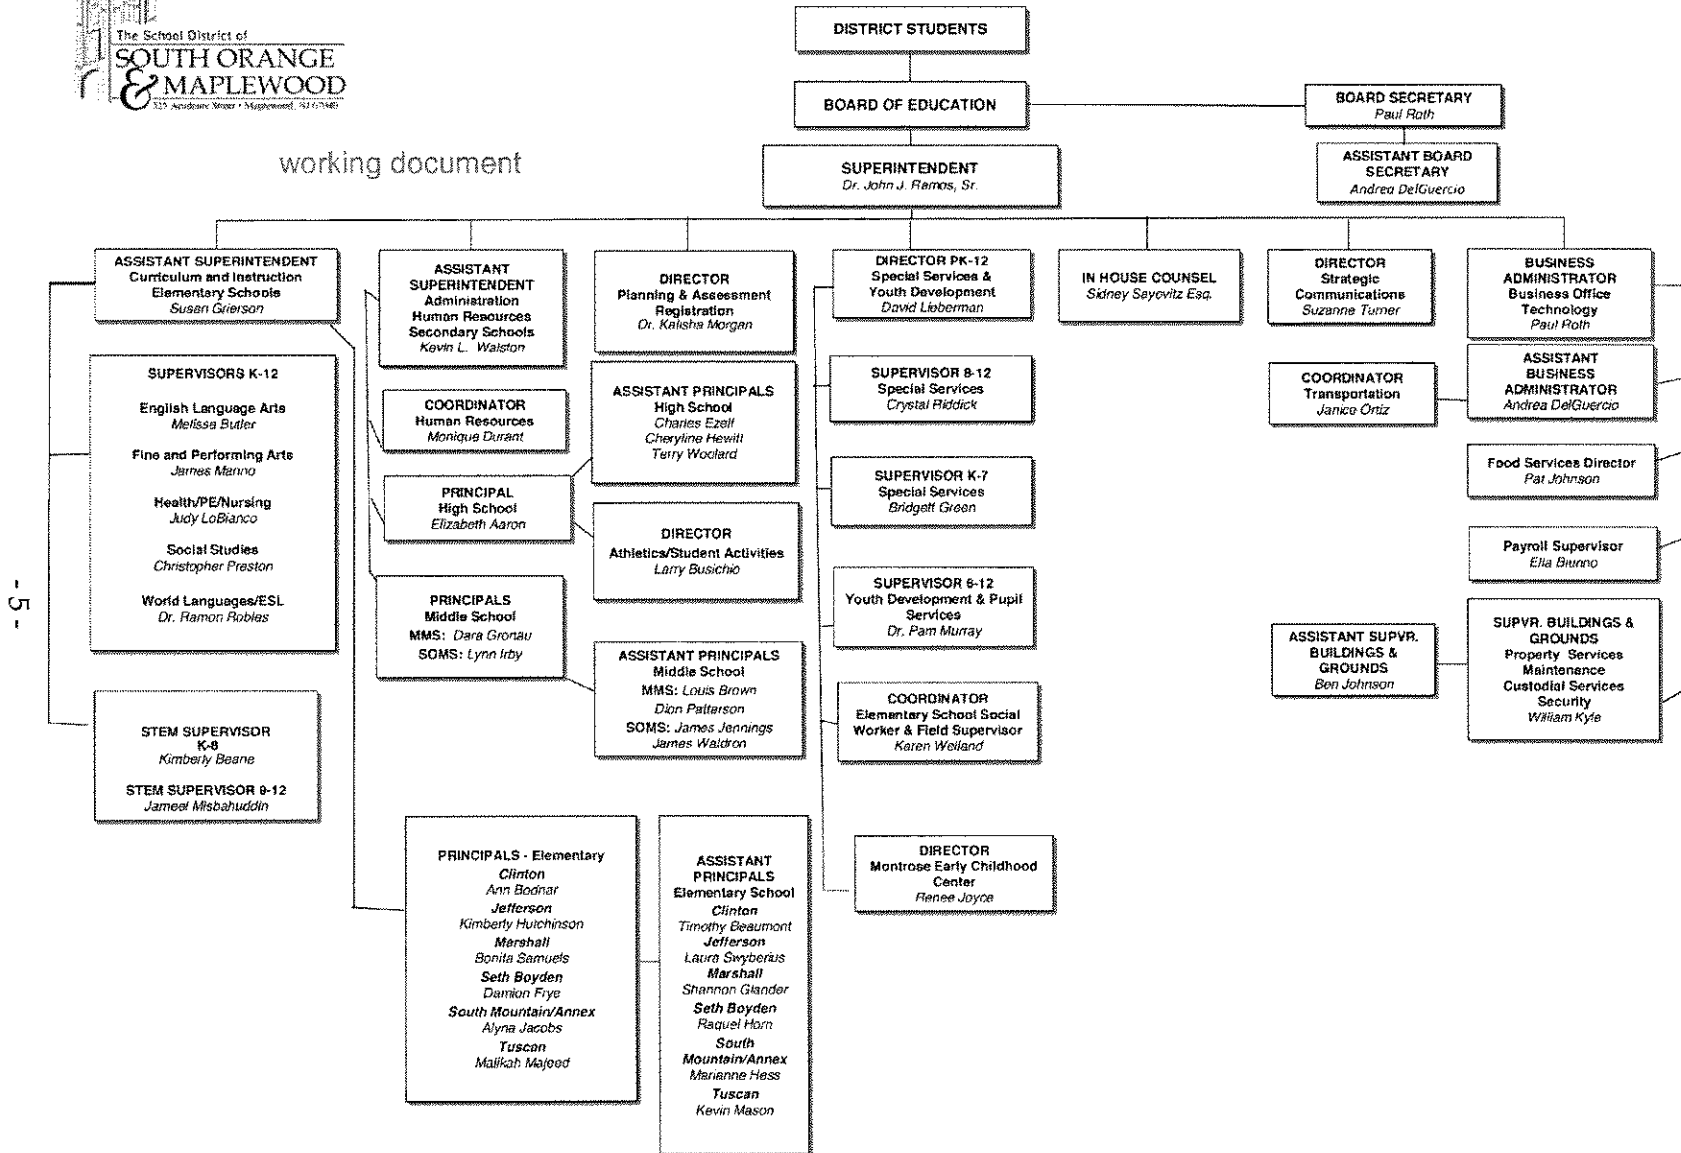 The School District of
SOUTH ORANGE
& MAPLEWOOD
working document
DISTRICT STUDENTS
BOARD OF EDUCATION
BOARD SECRETARY
Paul Roth
ASSISTANT BOARD
SECRETARY
Andrea DelGuercio
SUPERINTENDENT
Dr. John J. Ramos, Sr.
ASSISTANT SUPERINTENDENT
Curriculum and Instruction
Elementary Schools
Susan Grierson
SUPERVISORS K-12
English Language Arts
Melissa Butler
Fine and Performing Arts
James Manno
Health/PE/Nursing
Judy LoBianco
Social Studies
Christopher Preston
World Languages/ESL
Dr. Ramon Robles
STEM SUPERVISOR
K-8
Kimberly Beane
STEM SUPERVISOR 9-12
Jameel Misbahuddin
ASSISTANT
SUPERINTENDENT
Administration
Human Resources
Secondary Schools
Kevin L. Walston
COORDINATOR
Human Resources
Monique Durant
PRINCIPAL
High School
Elizabeth Aaron
PRINCIPALS
Middle School
MMS: Dara Gronau
SOMS: Lynn Irby
DIRECTOR
Planning & Assessment
Registration
Dr. Kalisha Morgan
ASSISTANT PRINCIPALS
High School
Charles Ezell
Cheryline Hewitt
Terry Woolard
DIRECTOR
Athletics/Student Activities
Larry Busichio
ASSISTANT PRINCIPALS
Middle School
MMS: Louis Brown
Dion Patterson
SOMS: James Jennings
James Waldron
PRINCIPALS - Elementary
Clinton
Ann Bodnar
Jefferson
Kimberly Hutchinson
Marshall
Bonita Samuels
Seth Boyden
Damion Frye
South Mountain/Annex
Alyna Jacobs
Tuscan
Malikah Majeed
ASSISTANT
PRINCIPALS
Elementary School
Clinton
Timothy Beaumont
Jefferson
Laura Swyberius
Marshall
Shannon Glander
Seth Boyden
Raquel Horn
South
Mountain/Annex
Marianne Hess
Tuscan
Kevin Mason
DIRECTOR PK-12
Special Services &
Youth Development
David Lieberman
SUPERVISOR 8-12
Special Services
Crystal Riddick
SUPERVISOR K-7
Special Services
Bridgett Green
SUPERVISOR 6-12
Youth Development & Pupil
Services
Dr. Pam Murray
COORDINATOR
Elementary School Social
Worker & Field Supervisor
Karen Weiland
DIRECTOR
Montrose Early Childhood
Center
Renee Joyce
IN HOUSE COUNSEL
Sidney Sayovitz Esq.
DIRECTOR
Strategic
Communications
Suzanne Turner
COORDINATOR
Transportation
Janice Ortiz
ASSISTANT SUPVR.
BUILDINGS &
GROUNDS
Ben Johnson
BUSINESS
ADMINISTRATOR
Business Office
Technology
Paul Roth
ASSISTANT
BUSINESS
ADMINISTRATOR
Andrea DelGuercio
Food Services Director
Pat Johnson
Payroll Supervisor
Ella Brunno
SUPVR. BUILDINGS &
GROUNDS
Property Services
Maintenance
Custodial Services
Security
William Kyle
- 5 -